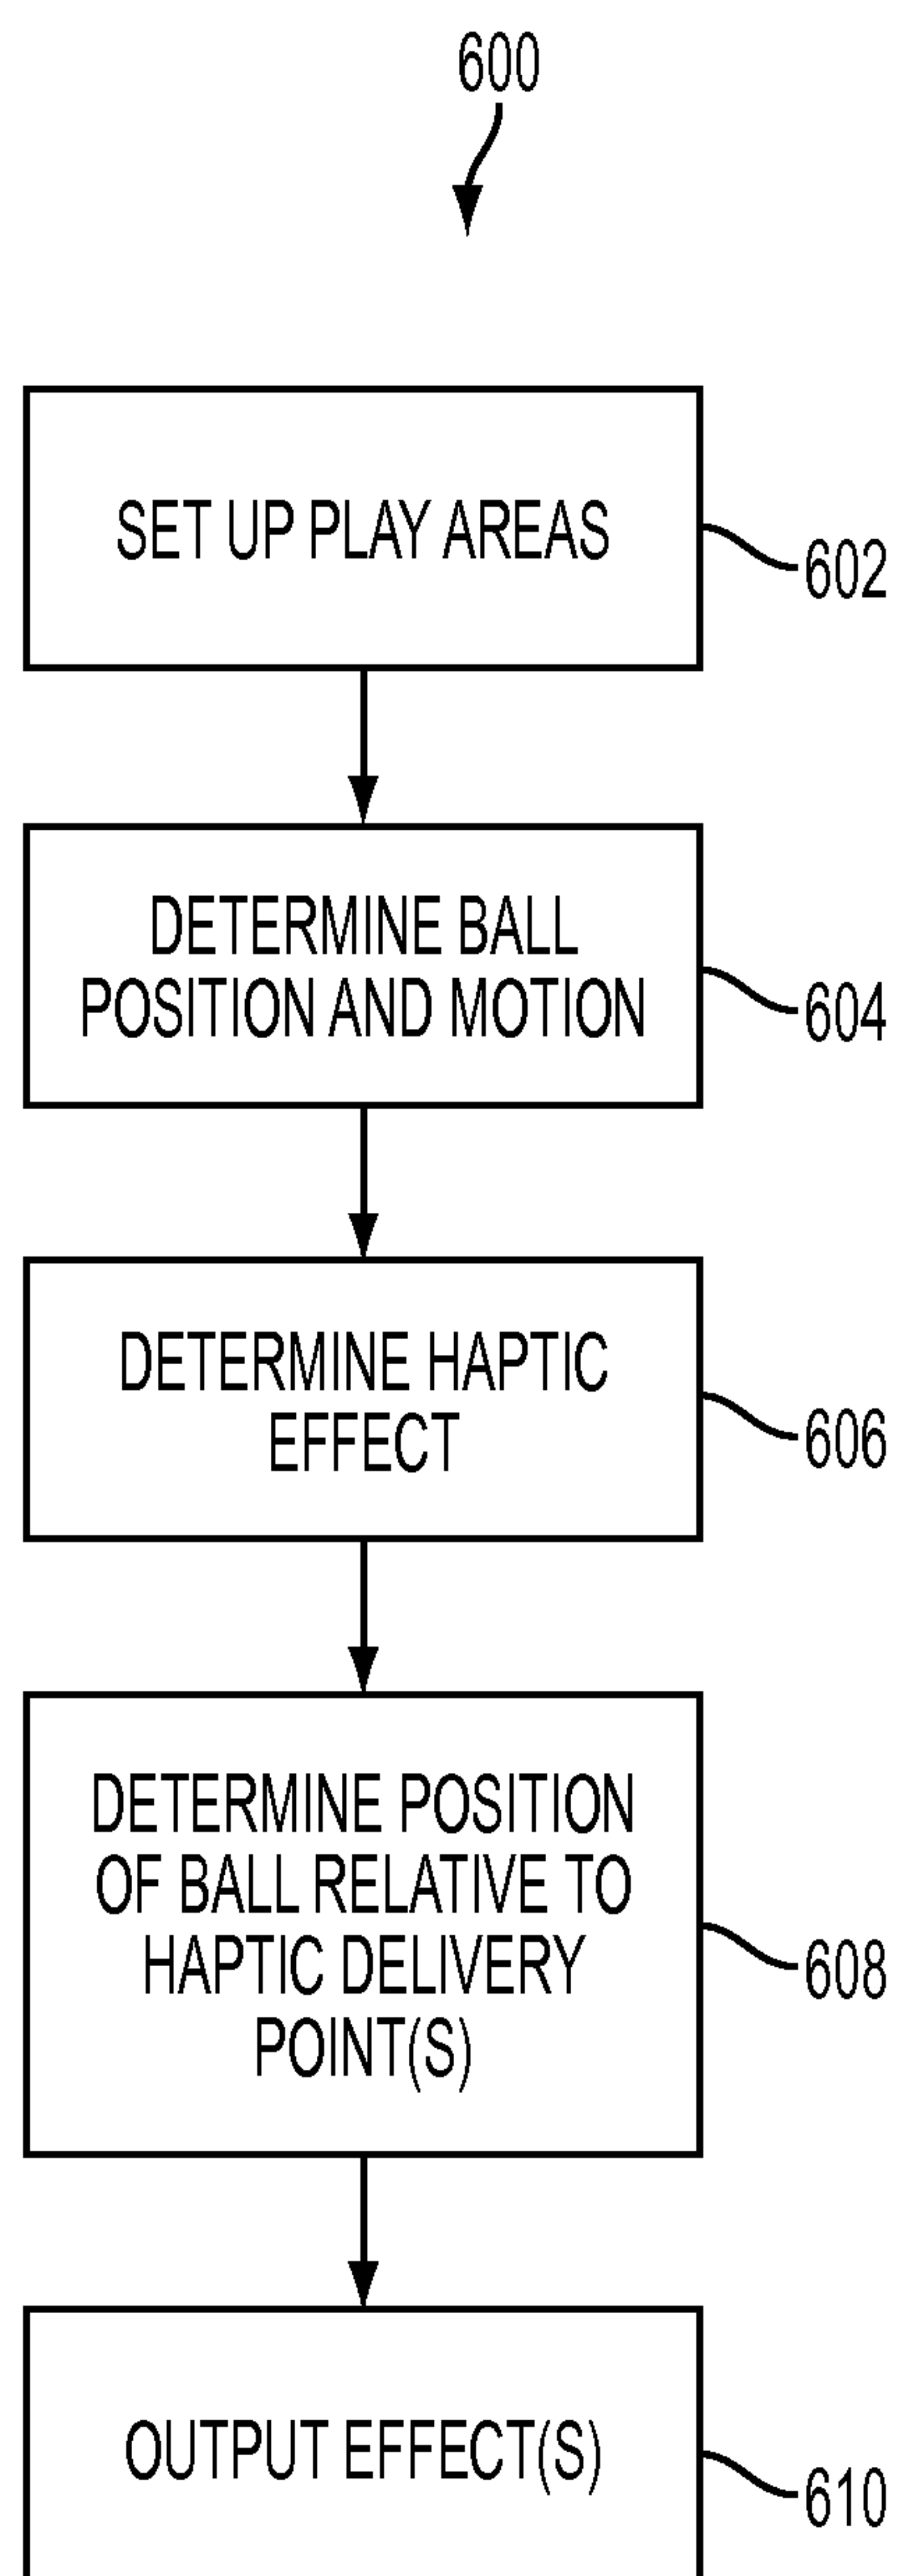 600
SET UP PLAY AREAS
602
DETERMINE BALL
POSITION AND MOTION
604
DETERMINE HAPTIC
EFFECT
606
DETERMINE POSITION
OF BALL RELATIVE TO
HAPTIC DELIVERY
POINT(S)
608
OUTPUT EFFECT(S)
610